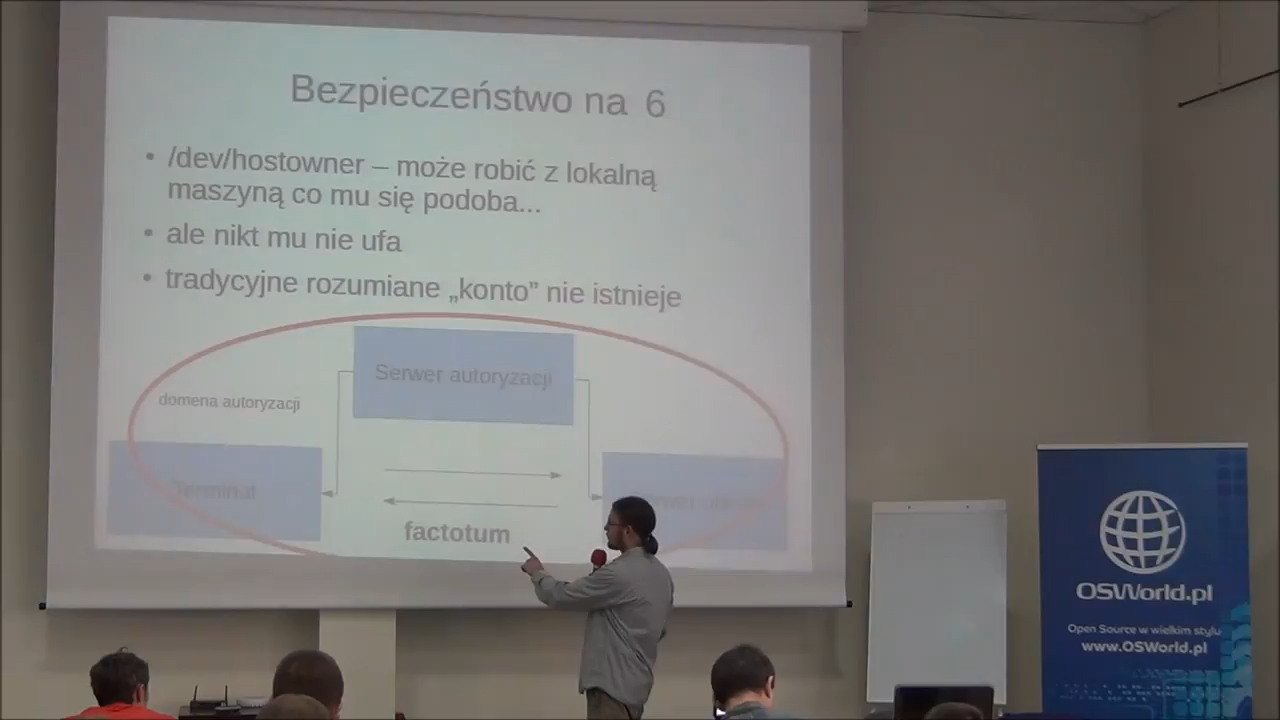 Bezpieczeństwo na 6
• /dev/hostowner – może robić z lokalną
maszyną co mu się podoba...
• ale nikt mu nie ufa
• tradycyjne rozumiane „konto” nie istnieje
Serwer autoryzacji
domena autoryzacji
Terminal
factotum
OSWorld.pl
Open Source w wielkim stylu
www.OSWorld.pl